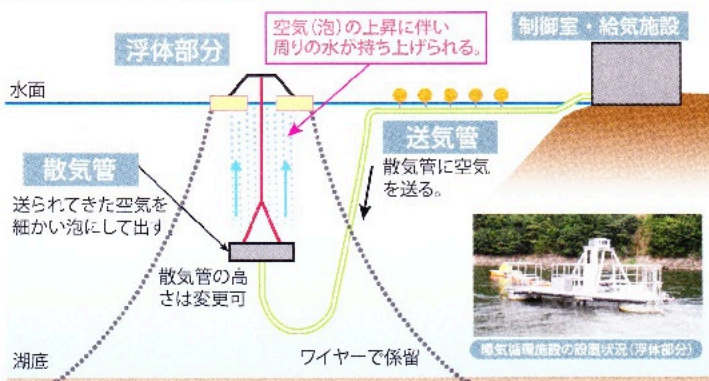 空気(泡)の上昇に伴い
周りの水が持ち上げられる。
制御室・給気施設
浮体部分
水面
送気管
散気管に空気
を送る。
散気管
送られてきた空気を
細かい泡にして出す
散気管の高
さは変更可
湖底
ワイヤーで係留
曝気循環施設の設置状況(浮体部分)